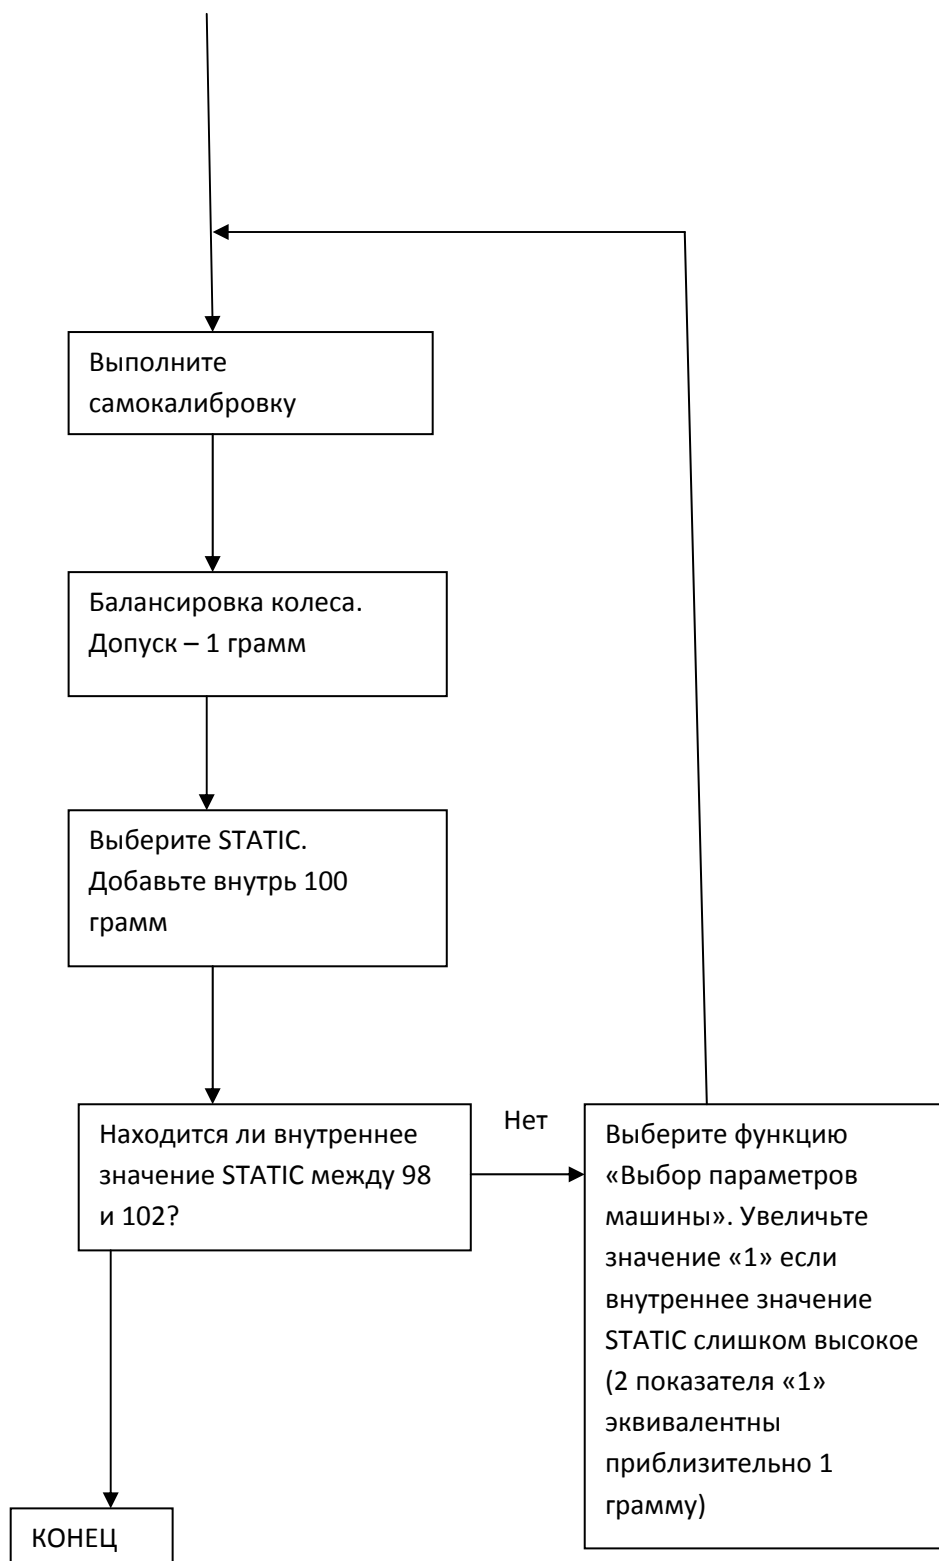 Выполните
самокалибровку
Балансировка колеса.
Допуск – 1 грамм
Выберите STATIC.
Добавьте внутрь 100
грамм
Находится ли внутреннее
значение STATIC между 98
и 102?
Нет
Выберите функцию
«Выбор параметров
машины». Увеличьте
значение «1» если
внутреннее значение
STATIC слишком высокое
(2 показателя «1»
эквивалентны
приблизительно 1
грамму)
КОНЕЦ